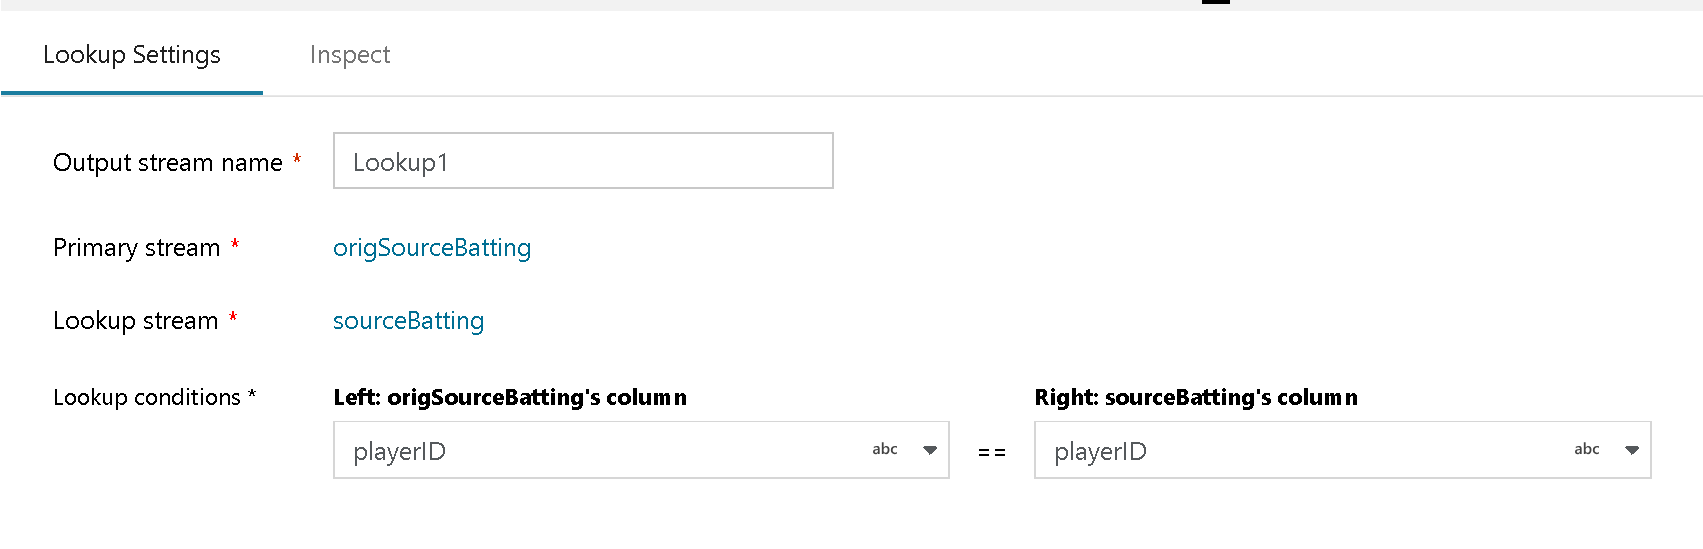 Lookup Settings Inspect
Output stream name * Lookup1
Primary stream * origSourceBatting
Lookup stream * sourceBatting
Lookup conditions * Left: origSourceBatting's column Right: sourceBatting's column
playerID abc == playerID abc